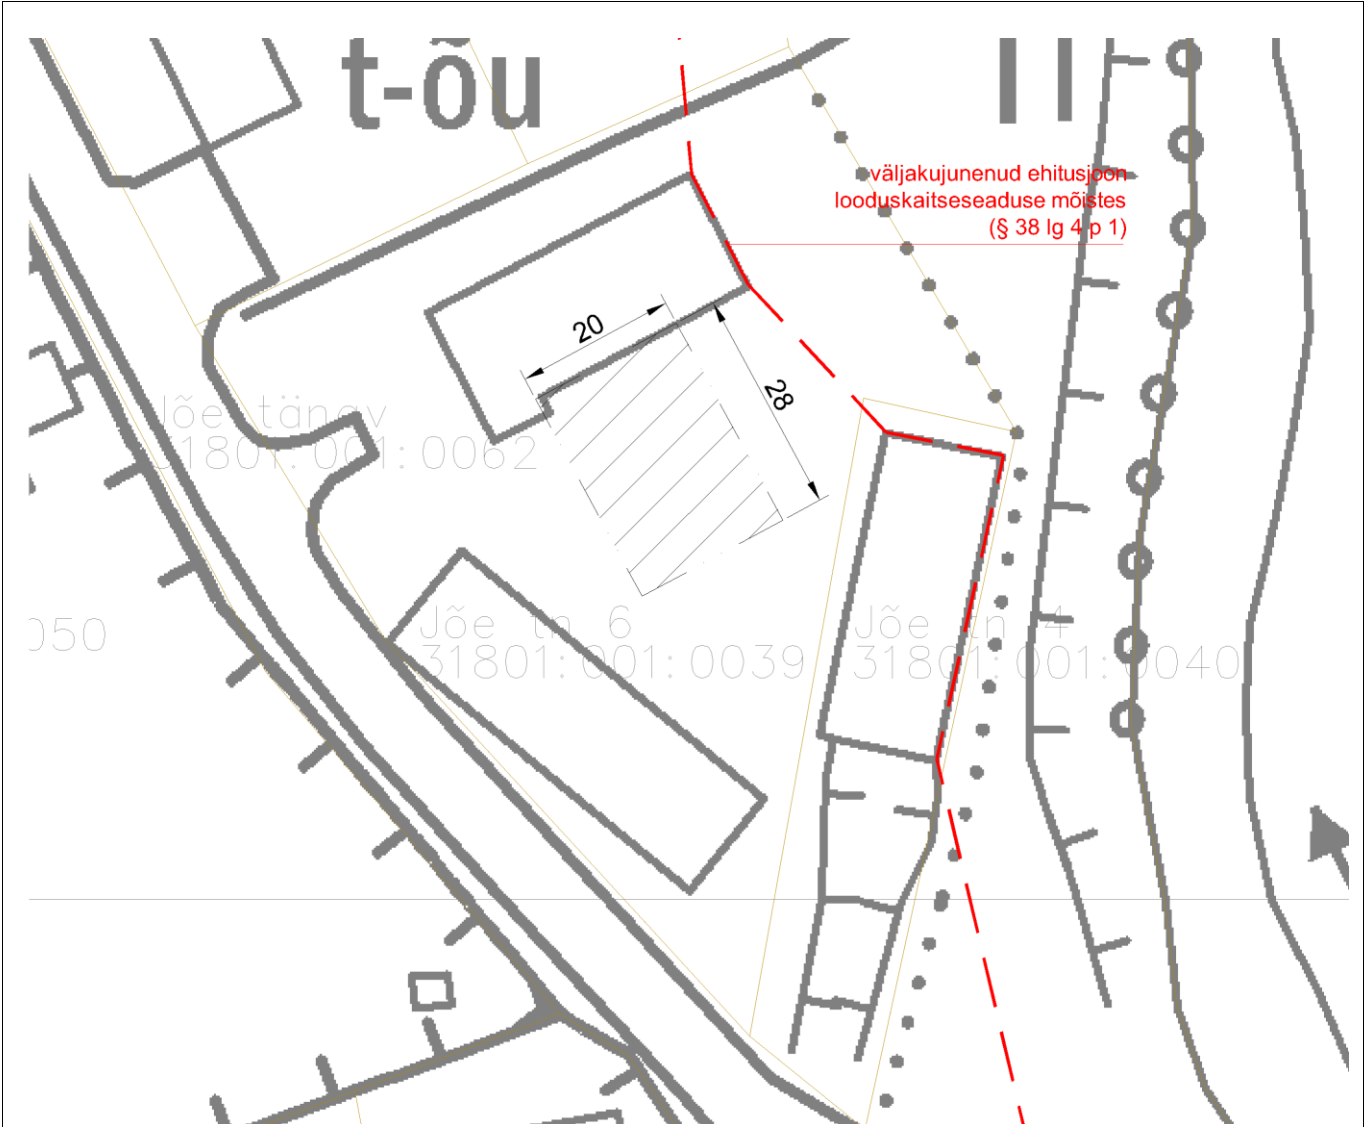 t-õu
II
väljakujunenud ehitusjoon
looduskaitseseaduse mõistes
(§ 38 lg 4 p 1)
20
28
Jõe tänav
31801:001:0062
Jõe tn 6
31801:001:0039
Jõe tn 4
31801:001:0040
050